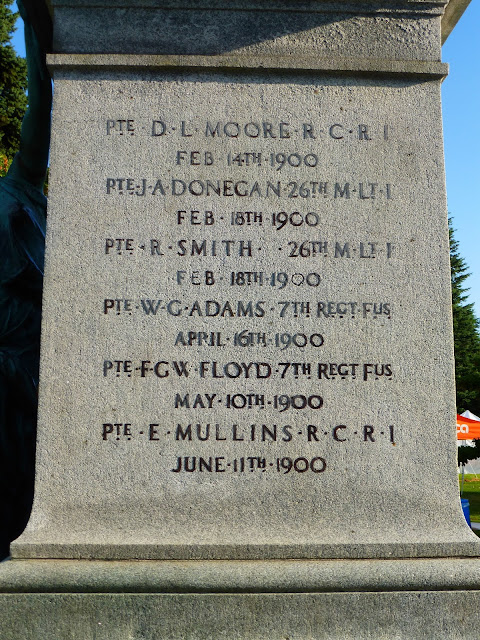 PTE D·L·MOORE·R·C·R·I
FEB·14TH·1900
PTE·J·A·DONEGAN·26TH·M·LT·I
FEB·18TH·1900
PTE·R·SMITH··26TH·M·LT·I
FEB·18TH·1900
PTE·W·G·ADAMS·7TH REGT·FUS
APRIL·16TH·1900
PTE·F·G·W·FLOYD·7TH REGT FUS
MAY·10TH·1900
PTE·E·MULLINS·R·C·R·I
JUNE·11TH·1900